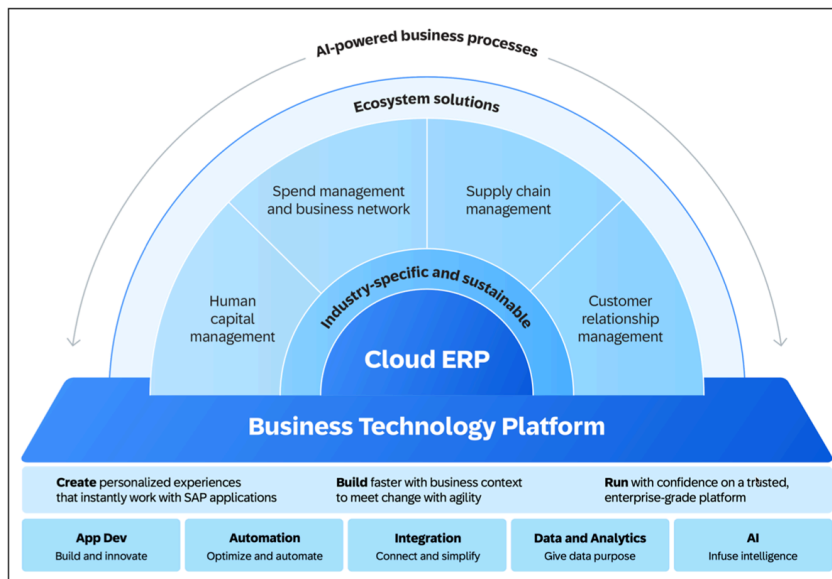 AI-powered business processes
Ecosystem solutions
Spend management
and business network
Supply chain
management
Human
capital
management
Industry-specific and sustainable
Customer
relationship
management
Cloud ERP
Business Technology Platform
Create personalized experiences
that instantly work with SAP applications
Build faster with business context
to meet change with agility
Run with confidence on a trusted,
enterprise-grade platform
App Dev
Build and innovate
Automation
Optimize and automate
Integration
Connect and simplify
Data and Analytics
Give data purpose
AI
Infuse intelligence